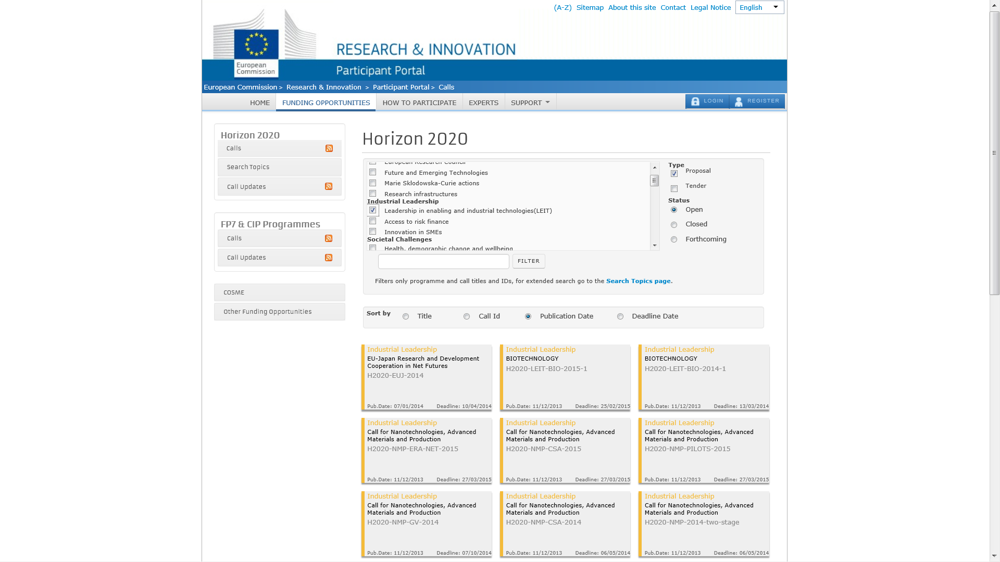 (A-Z) Sitemap About this site Contact Legal Notice English
RESEARCH & INNOVATION
European
Commission
Participant Portal
European Commission > Research & Innovation > Participant Portal > Calls
HOME FUNDING OPPORTUNITIES HOW TO PARTICIPATE EXPERTS SUPPORT LOGIN REGISTER
Horizon 2020
Calls
Search Topics
Call Updates
FP7 & CIP Programmes
Calls
Call Updates
COSME
Other Funding Opportunities
Horizon 2020
European Research Council
Future and Emerging Technologies
Marie Sklodowska-Curie actions
Research infrastructures
Industrial Leadership
Leadership in enabling and industrial technologies(LEIT)
Access to risk finance
Innovation in SMEs
Societal Challenges
Health, demographic change and wellbeing
Type
Proposal
Tender
Status
Open
Closed
Forthcoming
FILTER
Filters only programme and call titles and IDs, for extended search go to the Search Topics page.
Sort by Title Call Id Publication Date Deadline Date
Industrial Leadership
EU-Japan Research and Development
Cooperation in Net Futures
H2020-EUJ-2014
Pub.Date: 07/01/2014 Deadline: 10/04/2014
Industrial Leadership
BIOTECHNOLOGY
H2020-LEIT-BIO-2015-1
Pub.Date: 11/12/2013 Deadline: 25/02/2015
Industrial Leadership
BIOTECHNOLOGY
H2020-LEIT-BIO-2014-1
Pub.Date: 11/12/2013 Deadline: 13/03/2014
Industrial Leadership
Call for Nanotechnologies, Advanced
Materials and Production
H2020-NMP-ERA-NET-2015
Pub.Date: 11/12/2013 Deadline: 27/03/2015
Industrial Leadership
Call for Nanotechnologies, Advanced
Materials and Production
H2020-NMP-CSA-2015
Pub.Date: 11/12/2013 Deadline: 27/03/2015
Industrial Leadership
Call for Nanotechnologies, Advanced
Materials and Production
H2020-NMP-PILOTS-2015
Pub.Date: 11/12/2013 Deadline: 27/03/2015
Industrial Leadership
Call for Nanotechnologies, Advanced
Materials and Production
H2020-NMP-GV-2014
Pub.Date: 11/12/2013 Deadline: 07/10/2014
Industrial Leadership
Call for Nanotechnologies, Advanced
Materials and Production
H2020-NMP-CSA-2014
Pub.Date: 11/12/2013 Deadline: 06/05/2014
Industrial Leadership
Call for Nanotechnologies, Advanced
Materials and Production
H2020-NMP-2014-two-stage
Pub.Date: 11/12/2013 Deadline: 06/05/2014